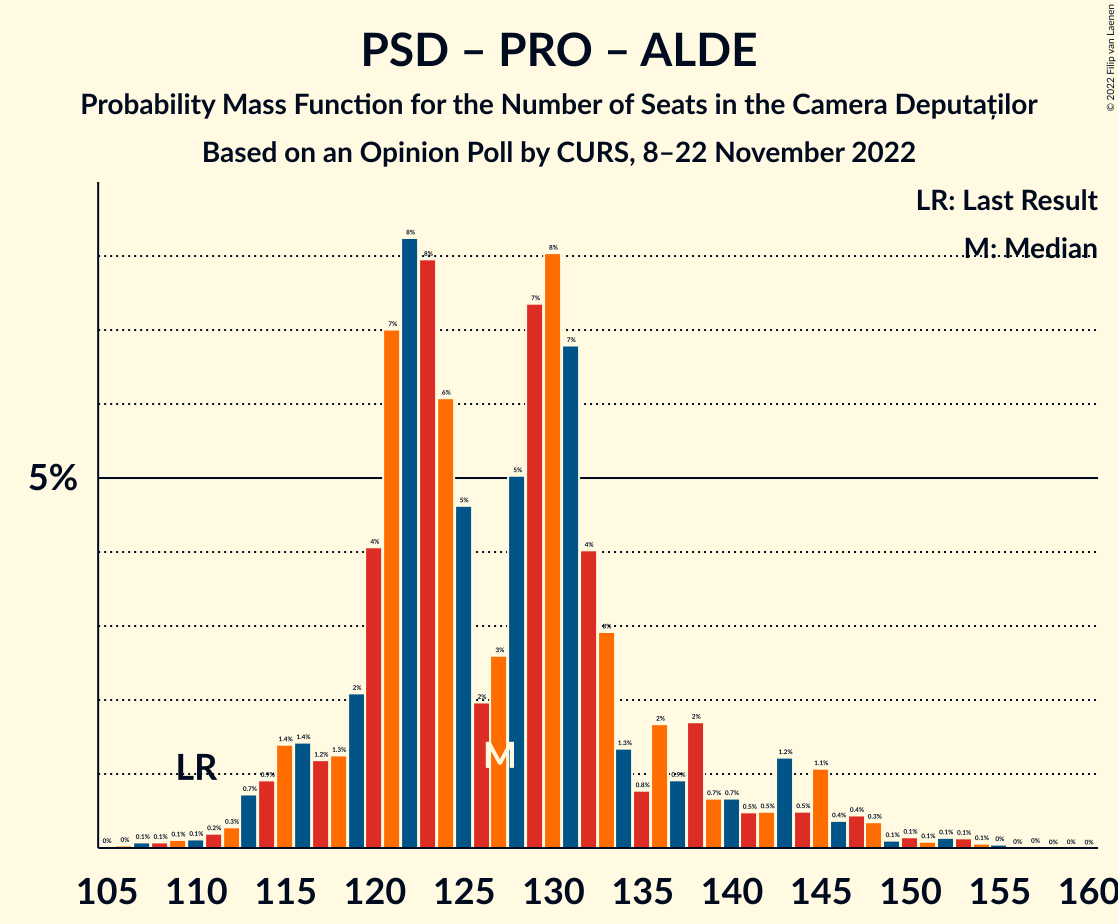 PSD – PRO – ALDE
Probability Mass Function for the Number of Seats in the Camera Deputaților
Based on an Opinion Poll by CURS, 8–22 November 2022
© 2022 Filip van Laenen
LR: Last Result
M: Median
5%
LR
M
0% 0% 0.1% 0.1% 0.1% 0.1% 0.2% 0.3% 0.7% 0.9% 1.4% 1.4% 1.2% 1.3% 2% 4% 7% 8% 8% 6% 5% 2% 3% 5% 7% 8% 7% 4% 3% 1.3% 0.8% 2% 0.9% 2% 0.7% 0.7% 0.5% 0.5% 1.2% 0.5% 1.1% 0.4% 0.4% 0.3% 0.1% 0.1% 0.1% 0.1% 0.1% 0.1% 0% 0% 0% 0% 0% 0%
105 110 115 120 125 130 135 140 145 150 155 160